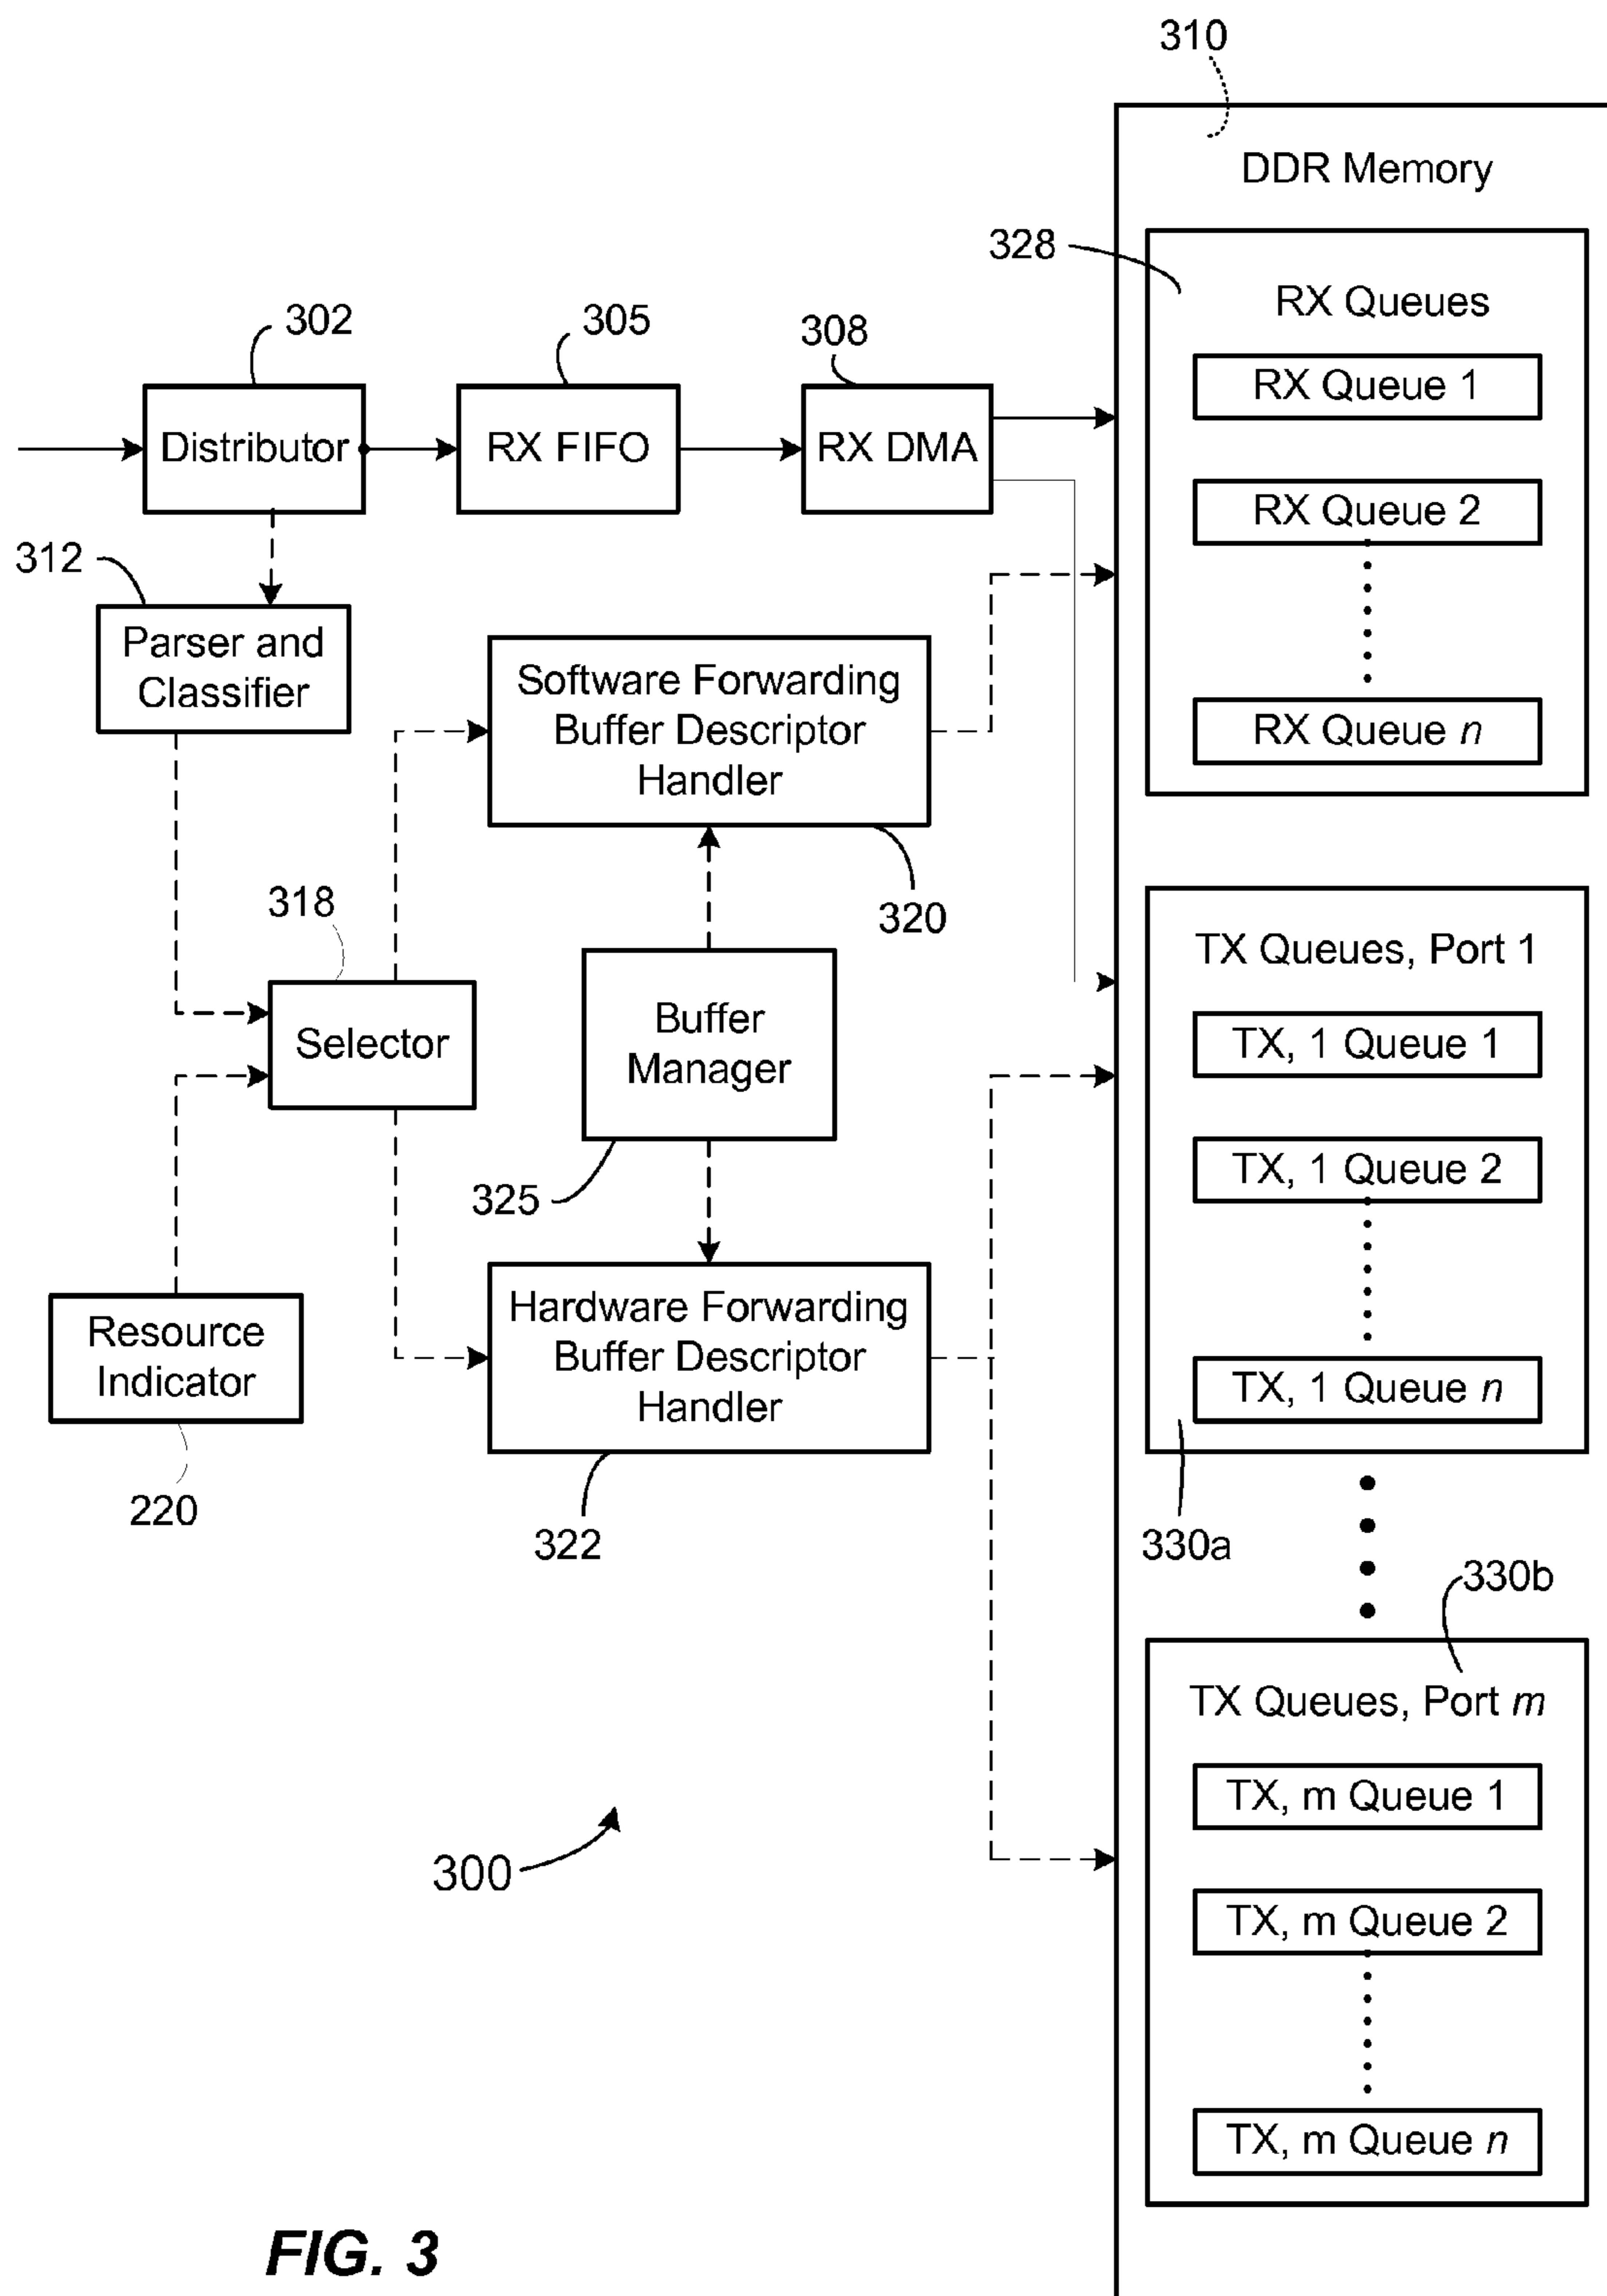 310
DDR Memory
328
RX Queues
302
305
308
RX Queue 1
Distributor
RX FIFO
RX DMA
RX Queue 2
312
Parser and
Classifier
Software Forwarding
Buffer Descriptor
Handler
RX Queue n
318
320
TX Queues, Port 1
Selector
Buffer
Manager
TX, 1 Queue 1
TX, 1 Queue 2
325
Resource
Indicator
Hardware Forwarding
Buffer Descriptor
Handler
TX, 1 Queue n
220
322
330a
330b
TX Queues, Port m
TX, m Queue 1
300
TX, m Queue 2
TX, m Queue n
FIG. 3